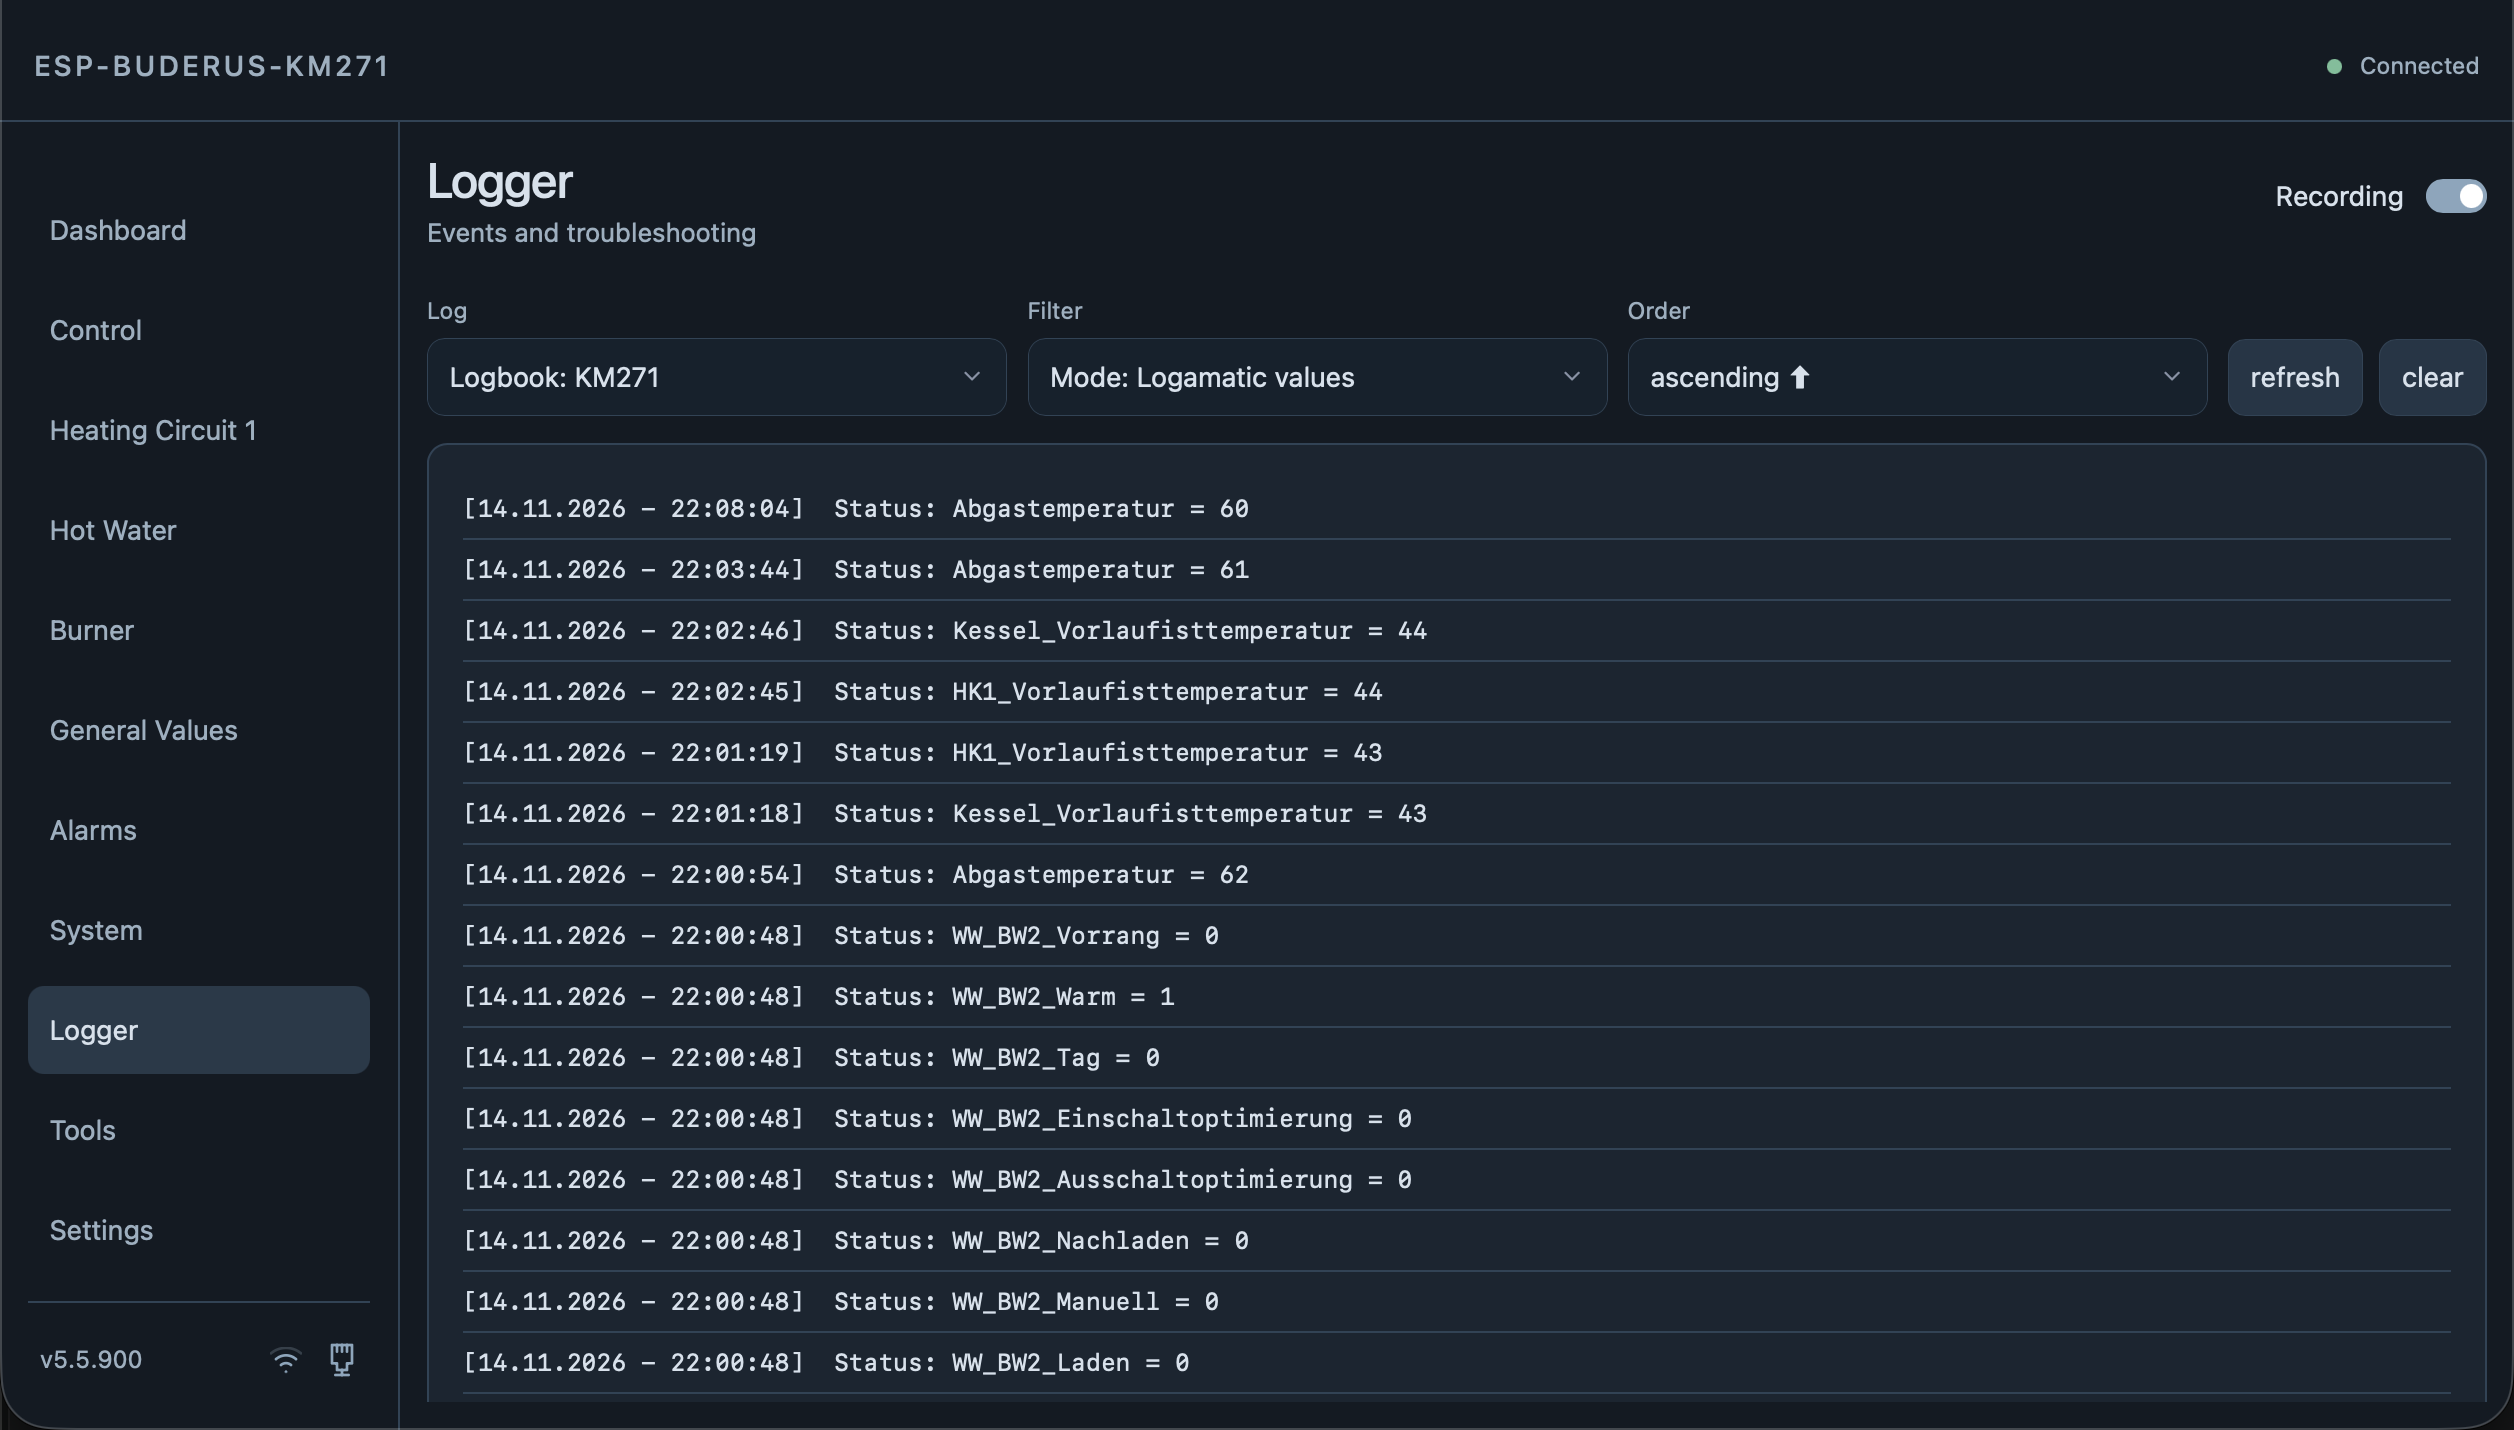 ESP-BUDERUS-KM271
Connected
Dashboard
Control
Heating Circuit 1
Hot Water
Burner
General Values
Alarms
System
Logger
Tools
Settings
v5.5.900
Logger
Events and troubleshooting
Recording
Log
Filter
Order
Logbook: KM271
Mode: Logamatic values
ascending ⬆
refresh
clear
[14.11.2026 – 22:08:04]  Status: Abgastemperatur = 60
[14.11.2026 – 22:03:44]  Status: Abgastemperatur = 61
[14.11.2026 – 22:02:46]  Status: Kessel_Vorlaufisttemperatur = 44
[14.11.2026 – 22:02:45]  Status: HK1_Vorlaufisttemperatur = 44
[14.11.2026 – 22:01:19]  Status: HK1_Vorlaufisttemperatur = 43
[14.11.2026 – 22:01:18]  Status: Kessel_Vorlaufisttemperatur = 43
[14.11.2026 – 22:00:54]  Status: Abgastemperatur = 62
[14.11.2026 – 22:00:48]  Status: WW_BW2_Vorrang = 0
[14.11.2026 – 22:00:48]  Status: WW_BW2_Warm = 1
[14.11.2026 – 22:00:48]  Status: WW_BW2_Tag = 0
[14.11.2026 – 22:00:48]  Status: WW_BW2_Einschaltoptimierung = 0
[14.11.2026 – 22:00:48]  Status: WW_BW2_Ausschaltoptimierung = 0
[14.11.2026 – 22:00:48]  Status: WW_BW2_Nachladen = 0
[14.11.2026 – 22:00:48]  Status: WW_BW2_Manuell = 0
[14.11.2026 – 22:00:48]  Status: WW_BW2_Laden = 0